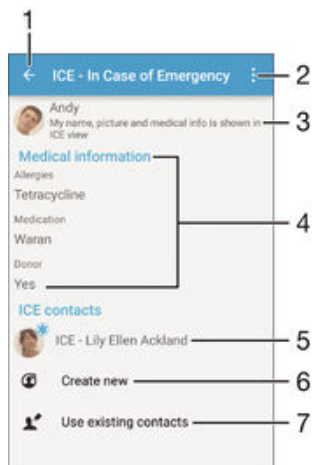 1
ICE - In Case of Emergency
2
Andy
My name, picture and medical info is shown in
ICE view
3
Medical information
Allergies
Tetracycline
Medication
Waran
4
Donor
Yes
ICE contacts
ICE - Lily Ellen Ackland
5
Create new
6
Use existing contacts
7